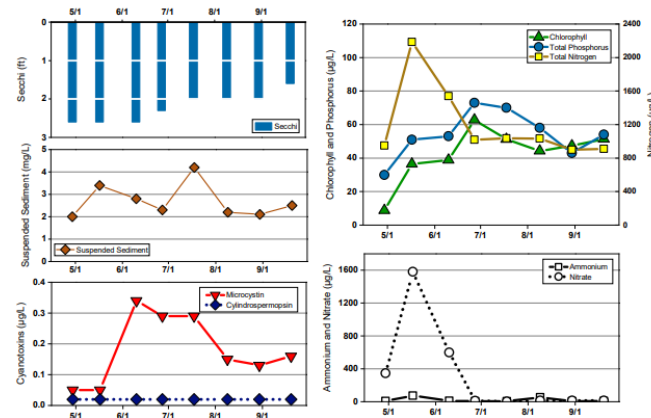 5/1 6/1 7/1 8/1 9/1
0
1
2
3
Secchi (ft)
Secchi
5
4
3
2
1
0
Suspended Sediment (mg/L)
Suspended Sediment
5/1 6/1 7/1 8/1 9/1
0.4
0.3
0.2
0.1
0.0
Cyanotoxins (µg/L)
Microcystin
Cylindrospermopsin
5/1 6/1 7/1 8/1 9/1
120
100
80
60
40
20
0
Chlorophyll and Phosphorus (µg/L)
Chlorophyll
Total Phosphorus
Total Nitrogen
2400
2000
1600
1200
800
400
0
Nitrogen (µg/L)
5/1 6/1 7/1 8/1 9/1
1600
1200
800
400
0
Ammonium and Nitrate (µg/L)
Ammonium
Nitrate
5/1 6/1 7/1 8/1 9/1